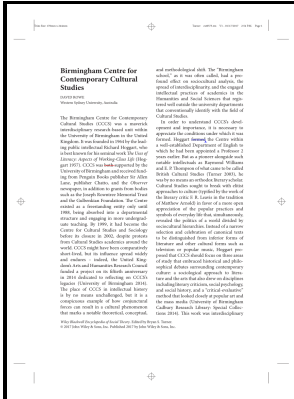 Birmingham Centre for
Contemporary Cultural
Studies
DAVID ROWE
Western Sydney University, Australia
The Birmingham Centre for Contemporary
Cultural Studies (CCCS) was a maverick
interdisciplinary research-based unit within
the University of Birmingham in the United
Kingdom. It was founded in 1964 by the lead-
ing public intellectual Richard Hoggart, who
is best known for his seminal work The Uses of
Literacy: Aspects of Working-Class Life (Hog-
gart 1957). CCCS was both supported by the
University of Birmingham and received fund-
ing from Penguin Books publisher Sir Allen
Lane, publisher Chatto, and the Observer
newspaper, in addition to grants from bodies
such as the Joseph Rowntree Memorial Trust
and the Gulbenkian Foundation. The Centre
existed as a freestanding entity only until
1980, being absorbed into a departmental
structure and engaging in more undergrad-
uate teaching. By 1999, it had become the
Centre for Cultural Studies and Sociology
before its closure in 2002, despite protests
from Cultural Studies academics around the
world. CCCS might have been comparatively
short-lived, but its influence spread widely
and endures – indeed, the United King-
dom's Arts and Humanities Research Council
funded a project on its fiftieth anniversary
in 2014 dedicated to reflecting on CCCS's
legacies (University of Birmingham 2014).
The place of CCCS in intellectual history
is by no means unchallenged, but it is a
conspicuous example of how conjunctural
forces can result in a cultural phenomenon
that marks a notable theoretical, conceptual,
and methodological shift. The "Birmingham
school," as it was often called, had a pro-
found effect on sociocultural analysis, the
spread of interdisciplinarity, and the engaged
intellectual practices of academics in the
Humanities and Social Sciences that regis-
tered well outside the university departments
that conventionally identify with the field of
Cultural Studies.
In order to understand CCCS's devel-
opment and importance, it is necessary to
appreciate the conditions under which it was
formed. Hoggart the Centre within
a well-established Department of English to
which he had been appointed a Professor 2
years earlier. But as a pioneer alongside such
notable intellectuals as Raymond Williams
and E. P. Thompson of what came to be called
British Cultural Studies (Turner 2003), he
was by no means an orthodox literary scholar.
Cultural Studies sought to break with elitist
approaches to culture (typified by the work of
the literary critic F. R. Leavis in the tradition
of Matthew Arnold) in favor of a more open
appreciation of the popular practices and
symbols of everyday life that, simultaneously,
revealed the politics of a world divided by
sociocultural hierarchies. Instead of a narrow
selection and celebration of canonical texts
to be distinguished from inferior forms of
literature and other cultural forms such as
television or popular music, Hoggart pro-
posed that CCCS should focus on three areas
of study that embraced historical and philo-
sophical debates surrounding contemporary
culture: a sociological approach to litera-
ture and the arts that also drew on disciplines
including literary criticism, social psychology,
and social history, and a "critical-evaluative"
method that looked closely at popular art and
the mass media (University of Birmingham
Cadbury Research Library: Special Collec-
tions 2014). This work was interdisciplinary
Wiley Blackwell Encyclopedia of Social Theory. Edited by Bryan S. Turner.
© 2017 John Wiley & Sons, Ltd. Published 2017 by John Wiley & Sons, Ltd.